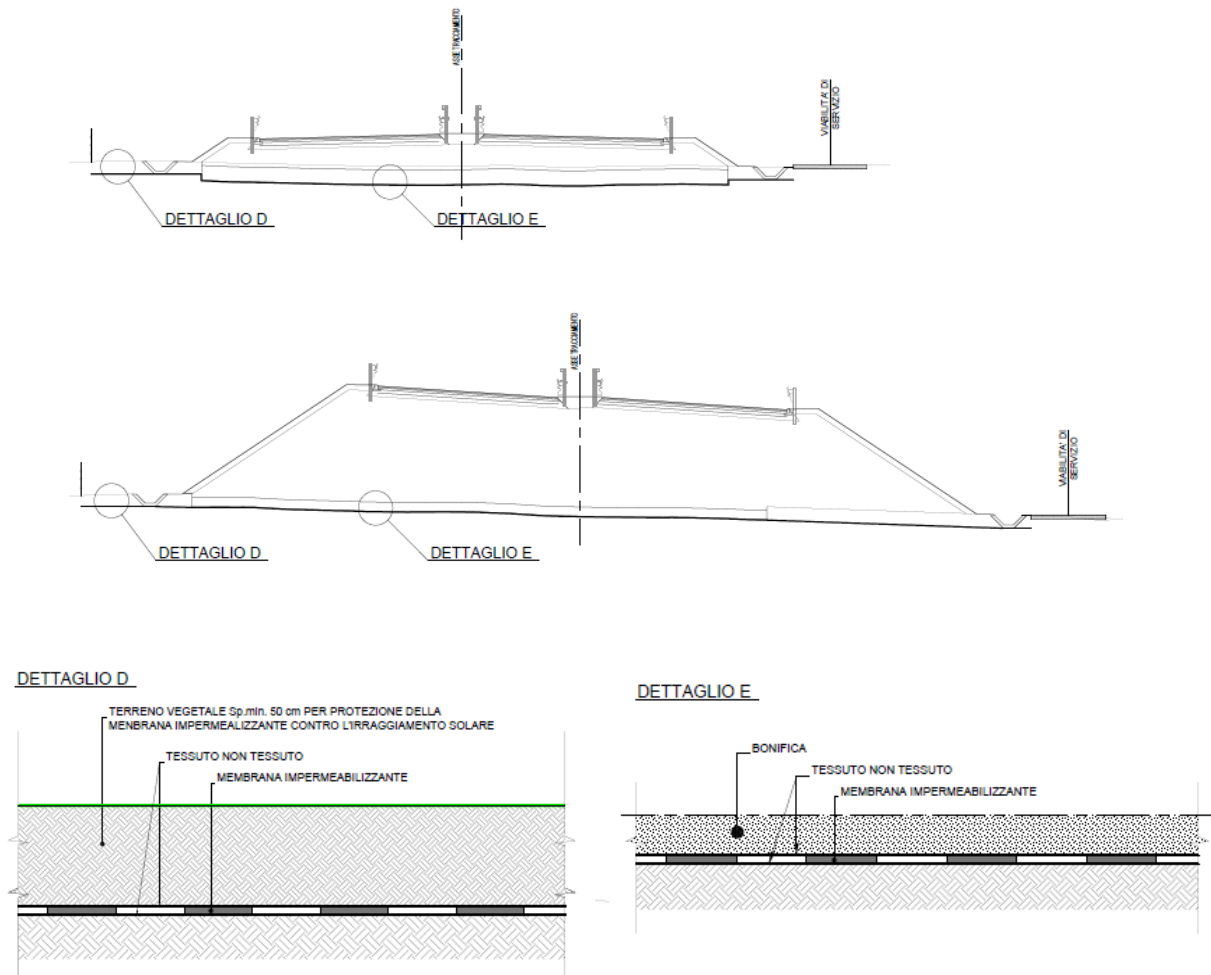 ASSE TRACCIAMENTO
VIABILITA' DI
SERVIZIO
DETTAGLIO D
DETTAGLIO E
ASSE TRACCIAMENTO
VIABILITA' DI
SERVIZIO
DETTAGLIO D
DETTAGLIO E
DETTAGLIO D
TERRENO VEGETALE Sp.min. 50 cm PER PROTEZIONE DELLA
MENBRANA IMPERMEALIZZANTE CONTRO L'IRRAGGIAMENTO SOLARE
TESSUTO NON TESSUTO
MEMBRANA IMPERMEABILIZZANTE
DETTAGLIO E
BONIFICA
TESSUTO NON TESSUTO
MEMBRANA IMPERMEABILIZZANTE